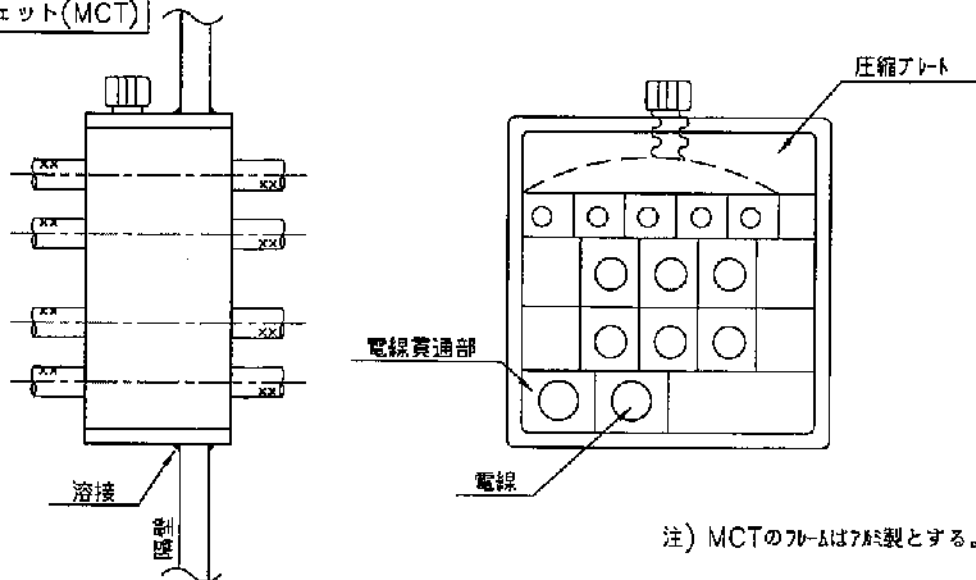 ェット(MCT)
圧縮プレート
電線貫通部
電線
溶接
隔壁
注) MCTのフレームはアルミ製とする。